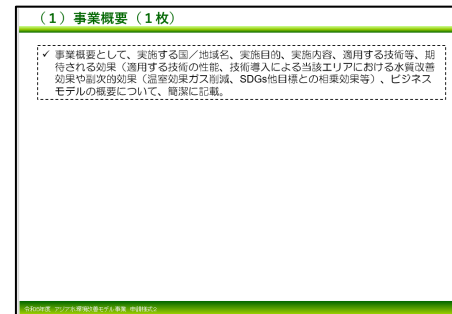 （１）事業概要（１枚）
✓ 事業概要として、実施する国／地域名、実施目的、実施内容、適用する技術等、期
待される効果（適用する技術の性能、技術導入による当該エリアにおける水質改善
効果や副次的効果（温室効果ガス削減、SDGs他目標との相乗効果等）、ビジネス
モデルの概要について、簡潔に記載。
アジア水環境改善モデル事業 申請様式２